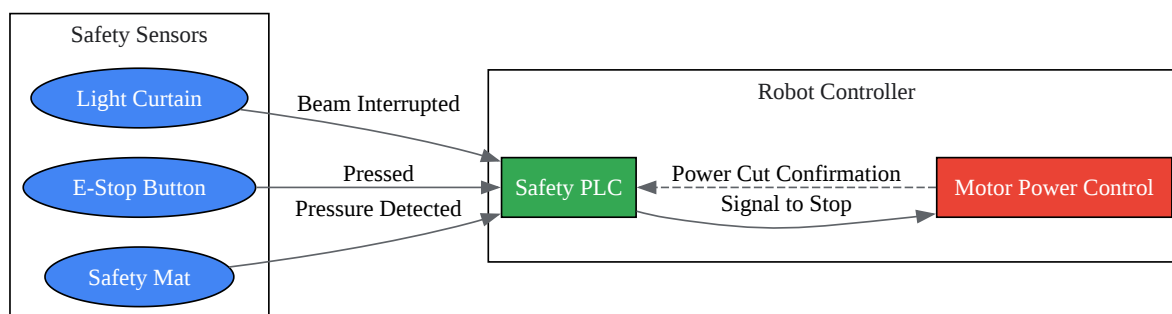 Safety Sensors
Light Curtain
E-Stop Button
Safety Mat
Beam Interrupted
Pressed
Pressure Detected
Robot Controller
Safety PLC
Power Cut Confirmation
Signal to Stop
Motor Power Control